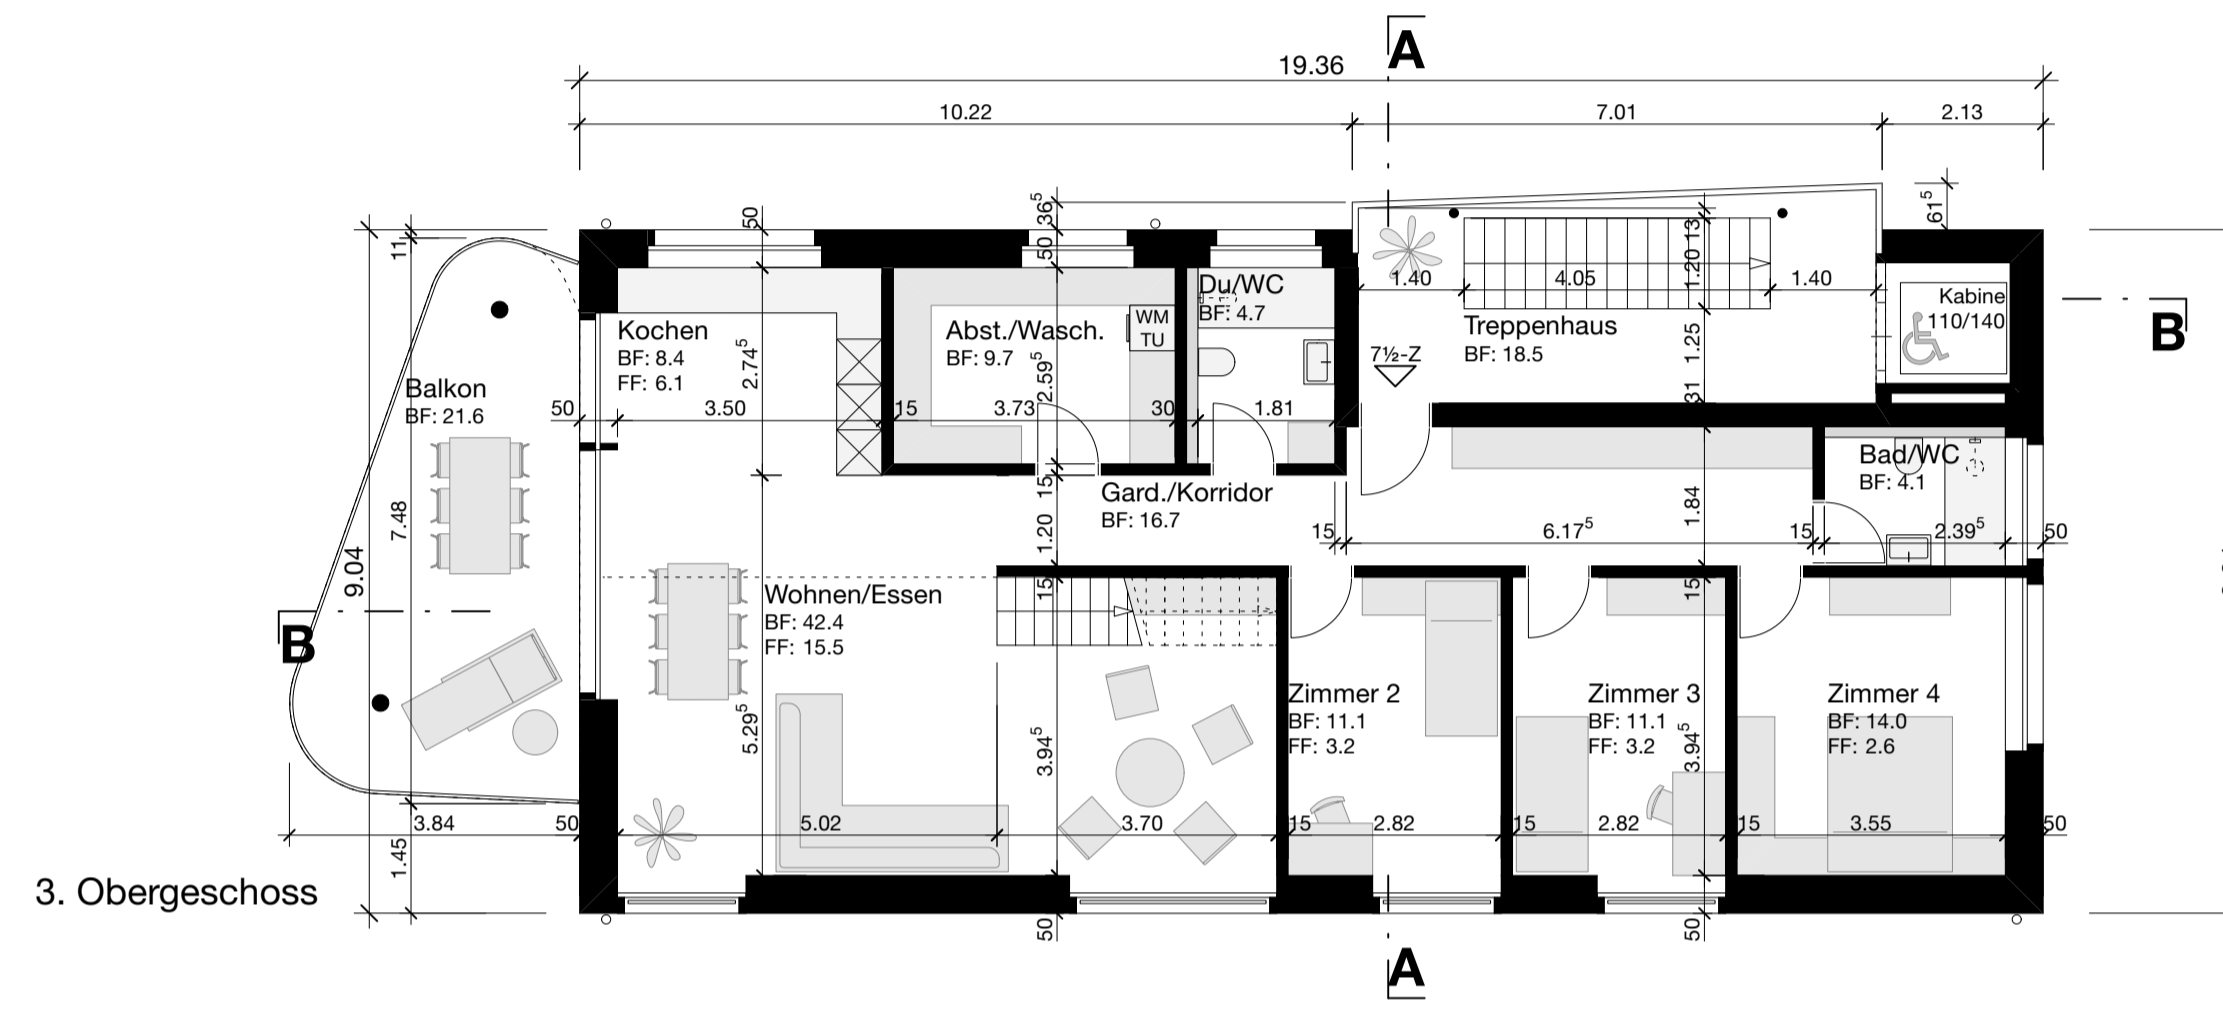 A
19.36
10.22
7.01
2.13
50
36⁵
50
61⁵
11
13
1.20
1.40
4.05
1.40
Du/WC
BF: 4.7
Kabine
110/140
Kochen
BF: 8.4
FF: 6.1
Abst./Wasch.
BF: 9.7
WM
TU
Treppenhaus
BF: 18.5
7½-Z
B
2.74⁵
2.59⁵
1.25
31
Balkon
BF: 21.6
50
3.50
15
3.73
30
1.81
Bad/WC
BF: 4.1
Gard./Korridor
BF: 16.7
15
1.20
1.84
7.48
9.04
15
6.17⁵
15
2.39⁵
50
Wohnen/Essen
BF: 42.4
FF: 15.5
15
15
B
Zimmer 2
BF: 11.1
FF: 3.2
Zimmer 3
BF: 11.1
FF: 3.2
Zimmer 4
BF: 14.0
FF: 2.6
5.29⁵
3.94⁵
3.94⁵
3.84
50
5.02
3.70
15
2.82
15
2.82
15
3.55
50
1.45
3. Obergeschoss
50
50
A